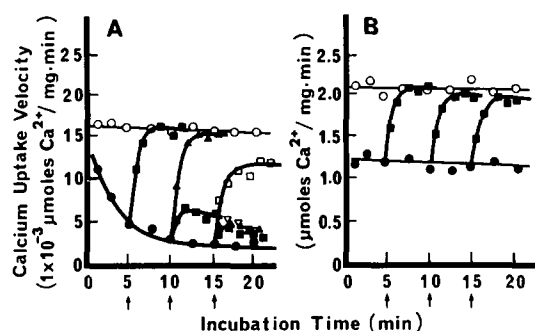 A
B
Calcium Uptake Velocity
(1x10⁻³ μmoles Ca²⁺/ mg·min)
25
20
15
10
5
0
0 5 10 15 20
(μmoles Ca²⁺/ mg·min)
2.5
2.0
1.5
1.0
0
0 5 10 15 20
Incubation Time (min)